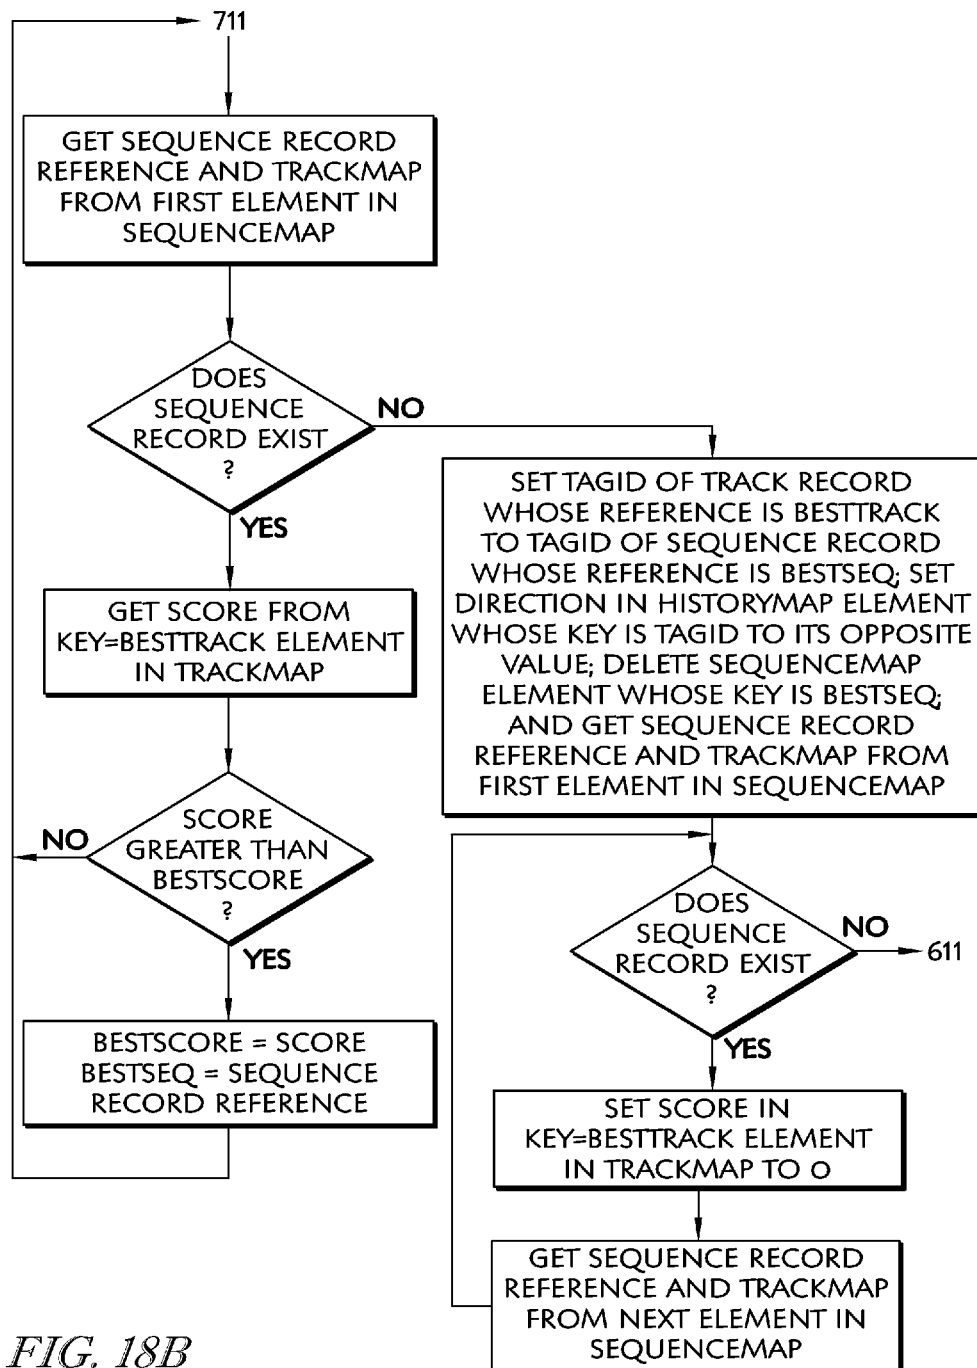 711
GET SEQUENCE RECORD
REFERENCE AND TRACKMAP
FROM FIRST ELEMENT IN
SEQUENCEMAP
DOES
SEQUENCE
RECORD EXIST
?
NO
YES
GET SCORE FROM
KEY=BESTTRACK ELEMENT
IN TRACKMAP
SCORE
GREATER THAN
BESTSCORE
?
NO
YES
BESTSCORE = SCORE
BESTSEQ = SEQUENCE
RECORD REFERENCE
SET TAGID OF TRACK RECORD
WHOSE REFERENCE IS BESTTRACK
TO TAGID OF SEQUENCE RECORD
WHOSE REFERENCE IS BESTSEQ; SET
DIRECTION IN HISTORYMAP ELEMENT
WHOSE KEY IS TAGID TO ITS OPPOSITE
VALUE; DELETE SEQUENCEMAP
ELEMENT WHOSE KEY IS BESTSEQ;
AND GET SEQUENCE RECORD
REFERENCE AND TRACKMAP FROM
FIRST ELEMENT IN SEQUENCEMAP
DOES
SEQUENCE
RECORD EXIST
?
NO
611
YES
SET SCORE IN
KEY=BESTTRACK ELEMENT
IN TRACKMAP TO 0
GET SEQUENCE RECORD
REFERENCE AND TRACKMAP
FROM NEXT ELEMENT IN
SEQUENCEMAP
FIG. 18B